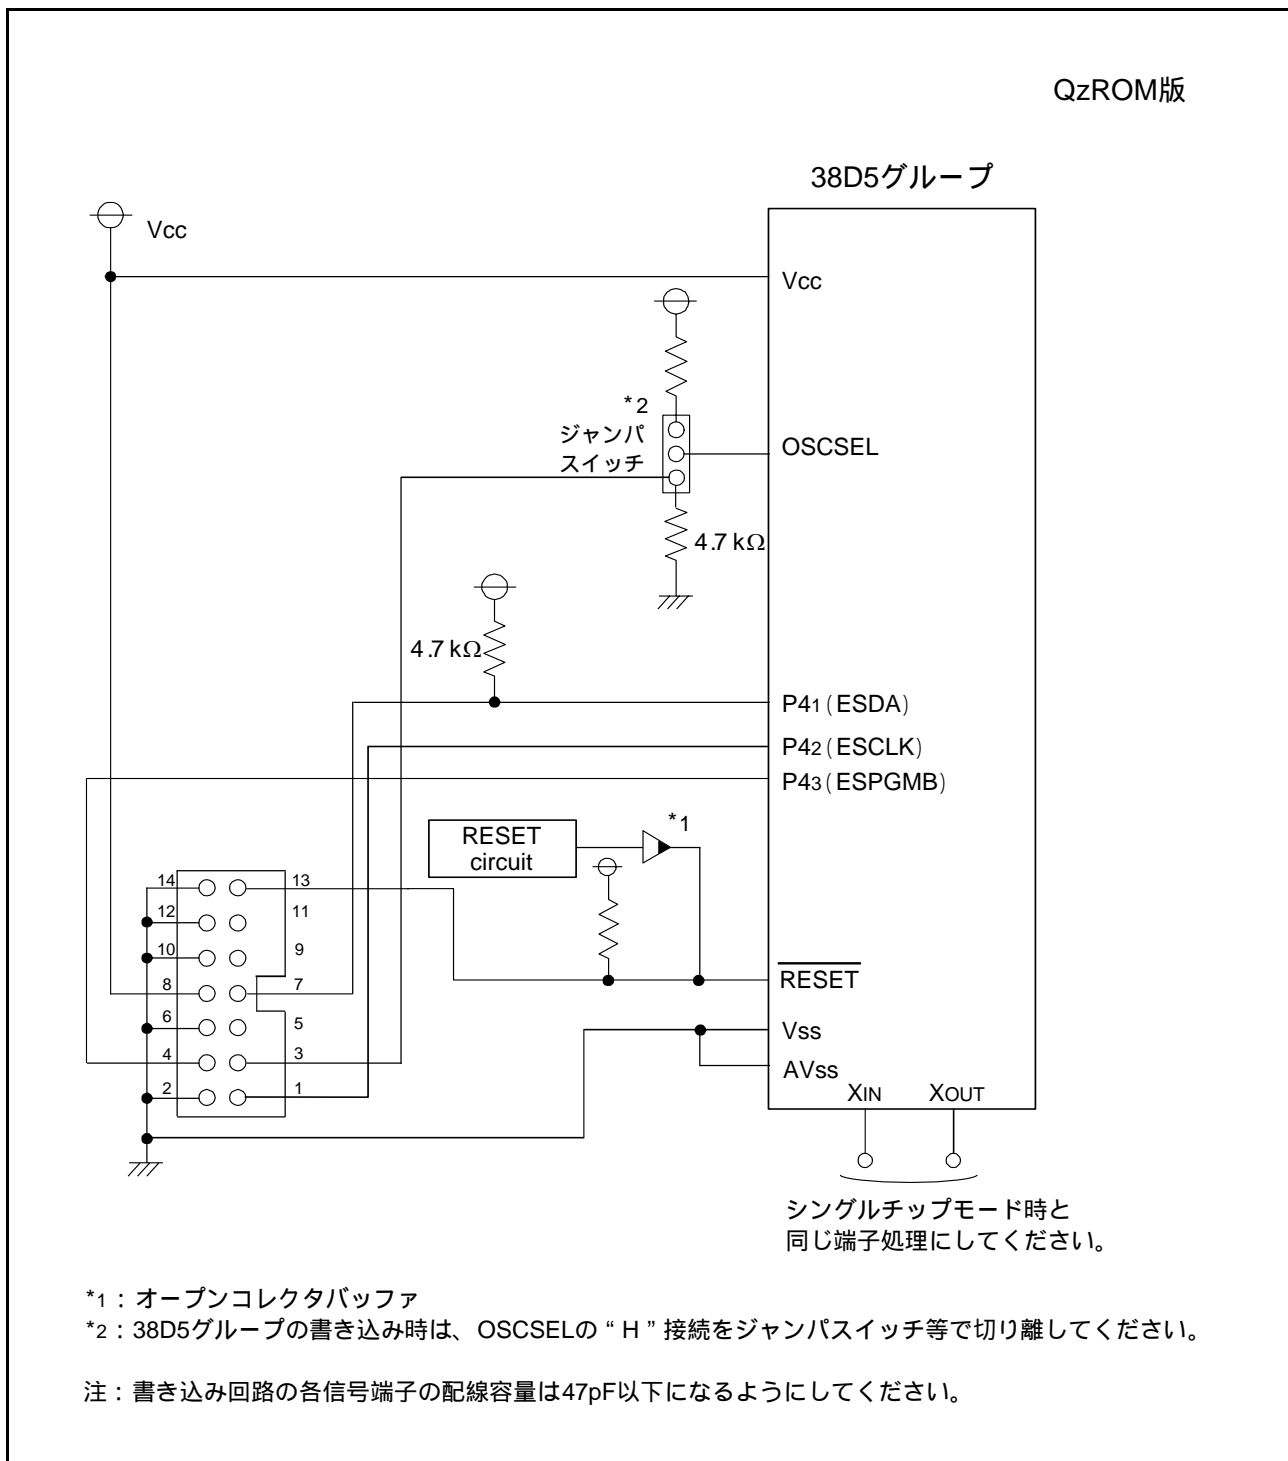 QzROM版
38D5グループ
Vcc
Vcc
*2
ジャンパ
スイッチ
OSCSEL
4.7 kΩ
4.7 kΩ
P41 (ESDA)
P42 (ESCLK)
P43 (ESPGMB)
RESET
circuit
*1
14 13
12 11
10 9
8 7
6 5
4 3
2 1
RESET
Vss
AVss
XIN XOUT
シングルチップモード時と
同じ端子処理にしてください。
*1：オープンコレクタバッファ
*2：38D5グループの書き込み時は、OSCSELの“H”接続をジャンパスイッチ等で切り離してください。
注：書き込み回路の各信号端子の配線容量は47pF以下になるようにしてください。